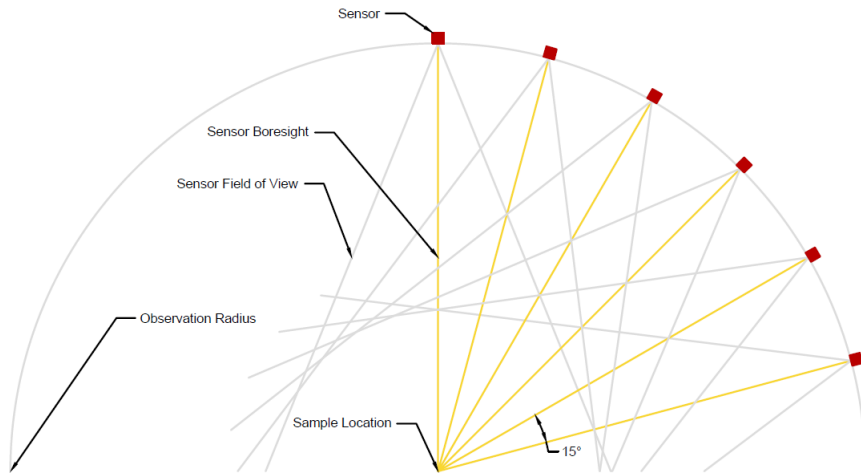 Sensor
Sensor Boresight
Sensor Field of View
Observation Radius
Sample Location
15°